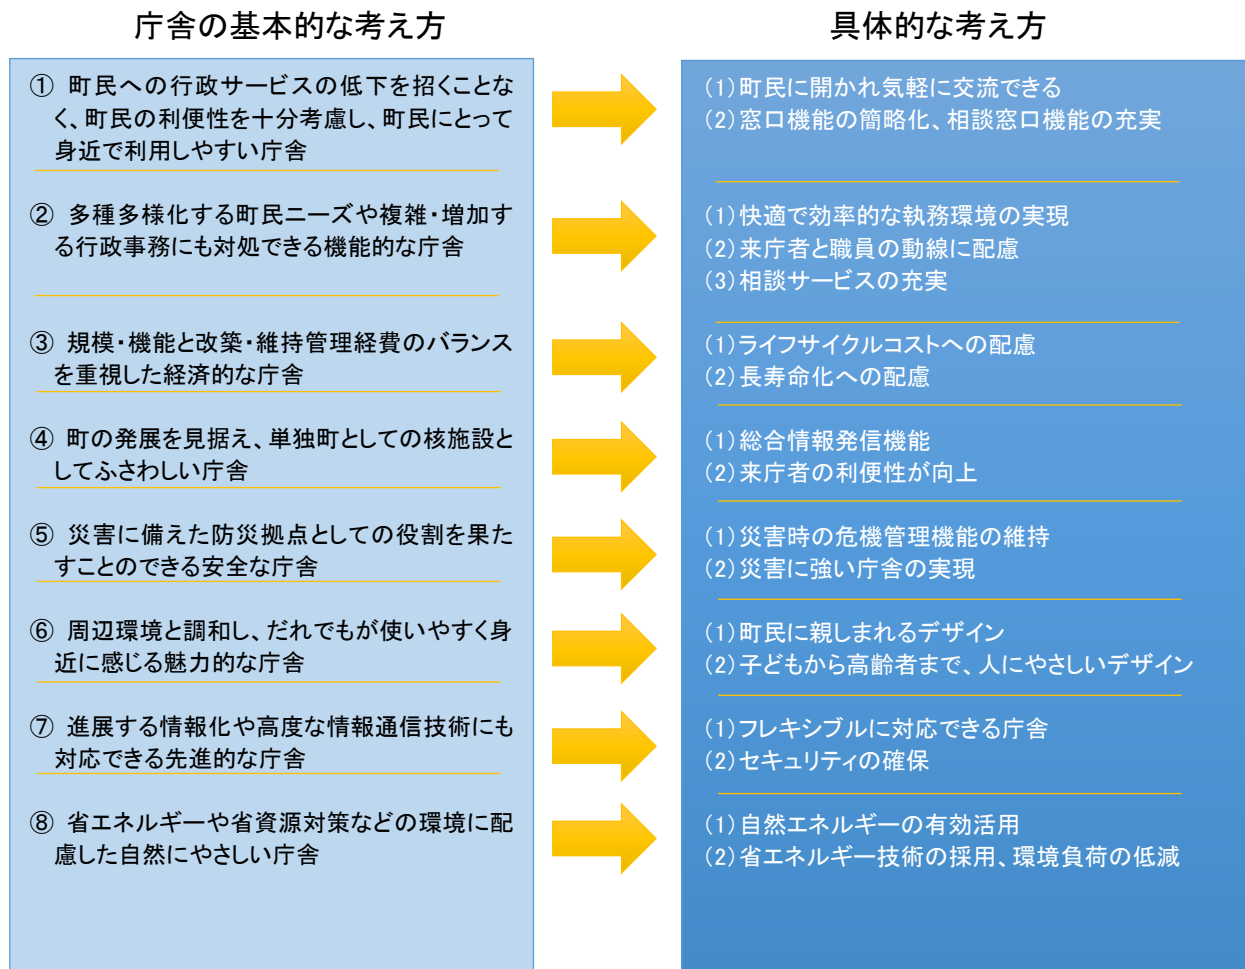 庁舎の基本的な考え方
具体的な考え方
① 町民への行政サービスの低下を招くことな
く、町民の利便性を十分考慮し、町民にとって
身近で利用しやすい庁舎
(1)町民に開かれ気軽に交流できる
(2)窓口機能の簡略化、相談窓口機能の充実
② 多種多様化する町民ニーズや複雑・増加す
る行政事務にも対処できる機能的な庁舎
(1)快適で効率的な執務環境の実現
(2)来庁者と職員の動線に配慮
(3)相談サービスの充実
③ 規模・機能と改築・維持管理経費のバランス
を重視した経済的な庁舎
(1)ライフサイクルコストへの配慮
(2)長寿命化への配慮
④ 町の発展を見据え、単独町としての核施設と
してふさわしい庁舎
(1)総合情報発信機能
(2)来庁者の利便性が向上
⑤ 災害に備えた防災拠点としての役割を果た
すことのできる安全な庁舎
(1)災害時の危機管理機能の維持
(2)災害に強い庁舎の実現
⑥ 周辺環境と調和し、だれでもが使いやすく身
近に感じる魅力的な庁舎
(1)町民に親しまれるデザイン
(2)子どもから高齢者まで、人にやさしいデザイン
⑦ 進展する情報化や高度な情報通信技術にも
対応できる先進的な庁舎
(1)フレキシブルに対応できる庁舎
(2)セキュリティの確保
⑧ 省エネルギーや省資源対策などの環境に配
慮した自然にやさしい庁舎
(1)自然エネルギーの有効活用
(2)省エネルギー技術の採用、環境負荷の低減